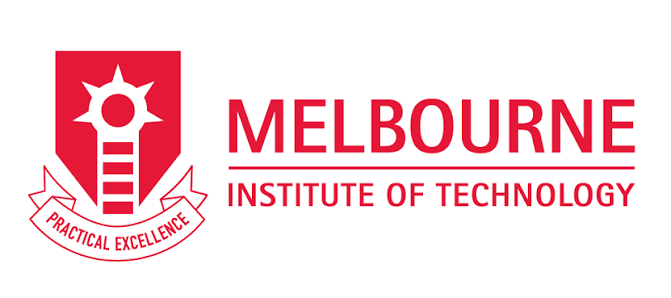 MELBOURNE
INSTITUTE OF TECHNOLOGY
PRACTICAL EXCELLENCE